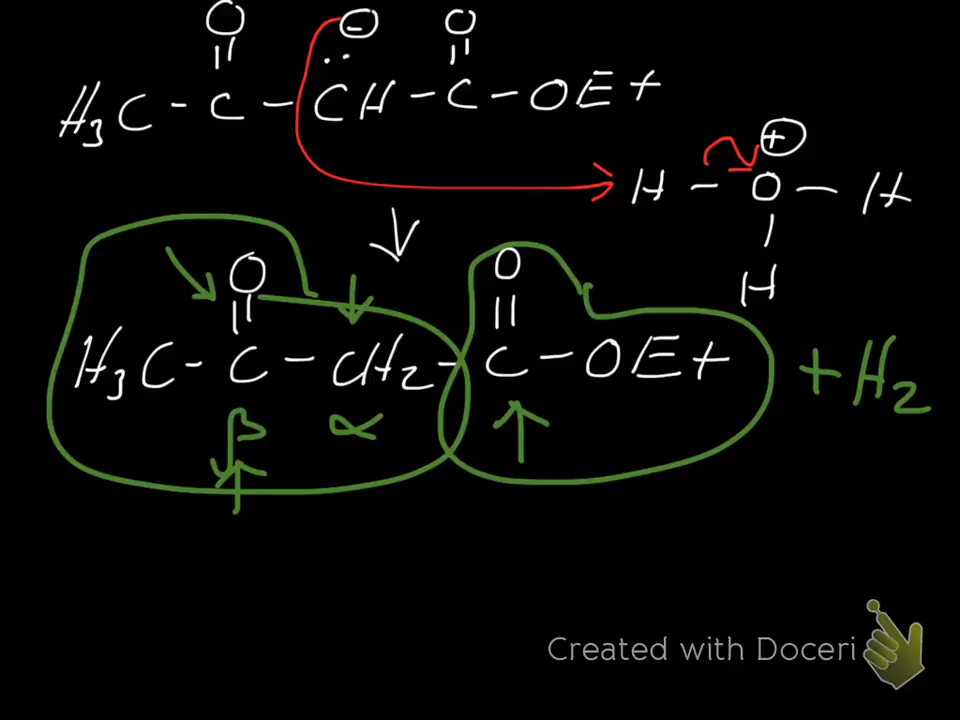 O ⊖ O
|| ·· ||
H₃C - C - CH - C - OEt
⊕
H - O - H
|
H
O O
|| ||
H₃C - C - CH₂ - C - OEt + H₂
β α
Created with Doceri